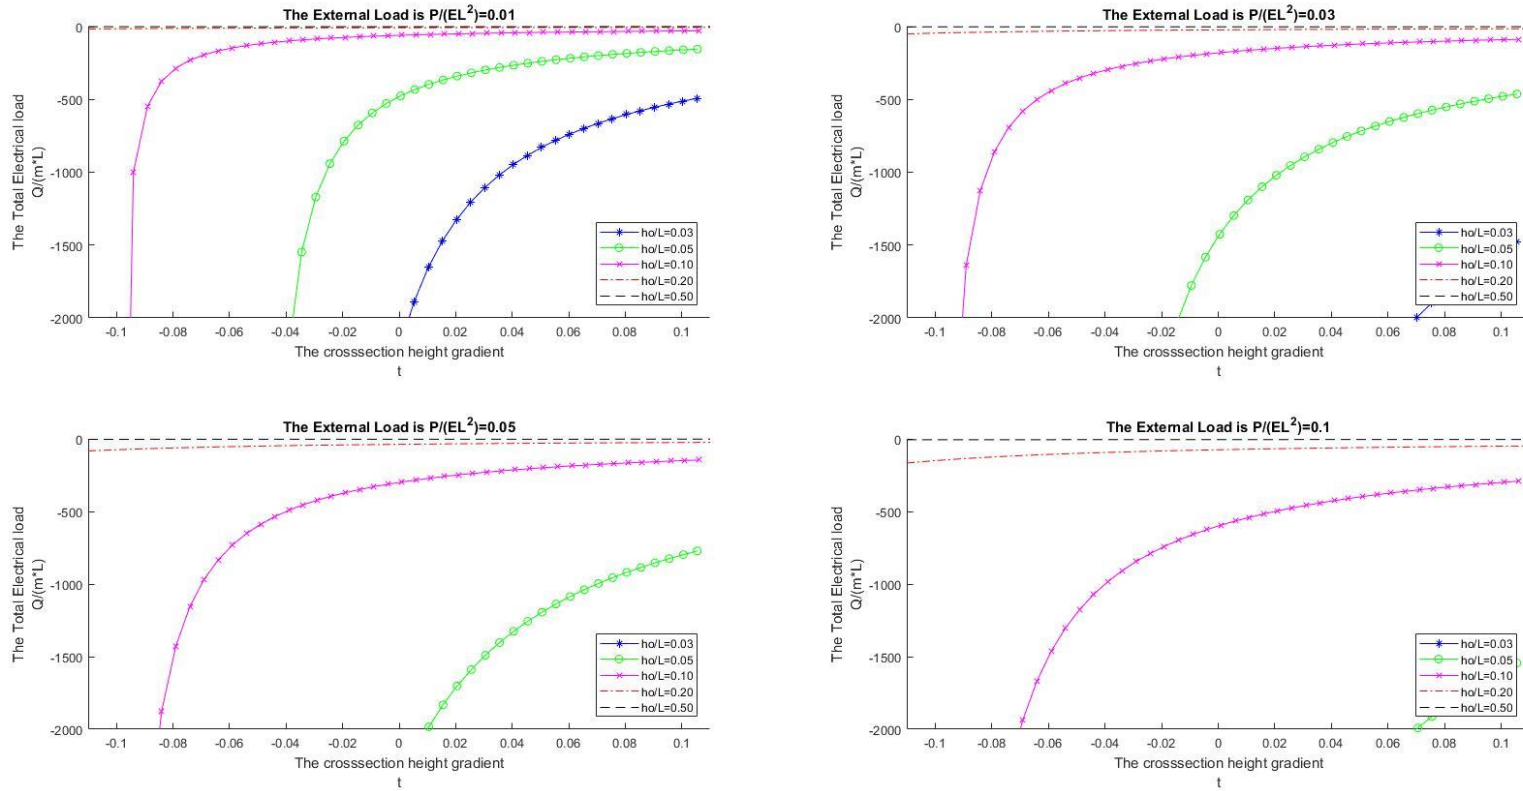 The External Load is P/(EL²)=0.01
0
-500
-1000
-1500
-2000
The Total Electrical load
Q/(m*L)
-0.1 -0.08 -0.06 -0.04 -0.02 0 0.02 0.04 0.06 0.08 0.1
The crosssection height gradient
t
ho/L=0.03
ho/L=0.05
ho/L=0.10
ho/L=0.20
ho/L=0.50
The External Load is P/(EL²)=0.03
0
-500
-1000
-1500
-2000
The Total Electrical load
Q/(m*L)
-0.1 -0.08 -0.06 -0.04 -0.02 0 0.02 0.04 0.06 0.08 0.1
The crosssection height gradient
t
ho/L=0.03
ho/L=0.05
ho/L=0.10
ho/L=0.20
ho/L=0.50
The External Load is P/(EL²)=0.05
0
-500
-1000
-1500
-2000
The Total Electrical load
Q/(m*L)
-0.1 -0.08 -0.06 -0.04 -0.02 0 0.02 0.04 0.06 0.08 0.1
The crosssection height gradient
t
ho/L=0.03
ho/L=0.05
ho/L=0.10
ho/L=0.20
ho/L=0.50
The External Load is P/(EL²)=0.1
0
-500
-1000
-1500
-2000
The Total Electrical load
Q/(m*L)
-0.1 -0.08 -0.06 -0.04 -0.02 0 0.02 0.04 0.06 0.08 0.1
The crosssection height gradient
t
ho/L=0.03
ho/L=0.05
ho/L=0.10
ho/L=0.20
ho/L=0.50